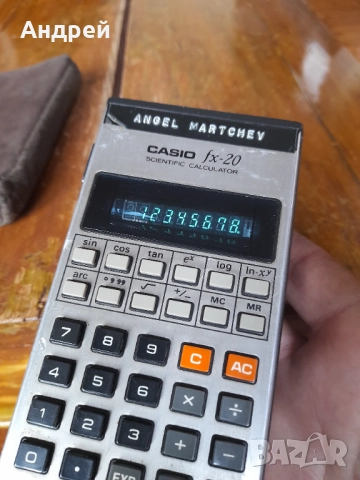 Андрей
ANGEL MARTCHEV
CASIO fx-20
SCIENTIFIC CALCULATOR
12345678.
sin cos tan eˣ log ln-xʸ
arc °’’’ √ +/− MC MR
7 8 9 C AC
4 5 6 × ÷
1 2 3 + −
0 • EXP
BAZAR